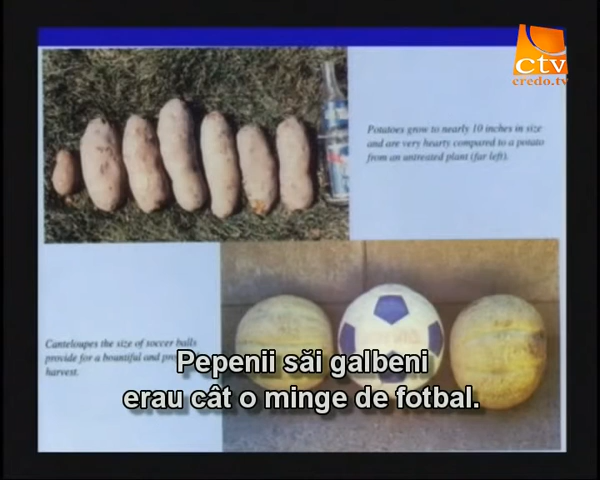 ctv
credo.tv
Potatoes grow to nearly 10 inches in size
and are very hearty compared to a potato
from an untreated plant (far left).
Canteloupes the size of soccer balls
provide for a bountiful and pro
harvest.
Pepenii săi galbeni
erau cât o minge de fotbal.